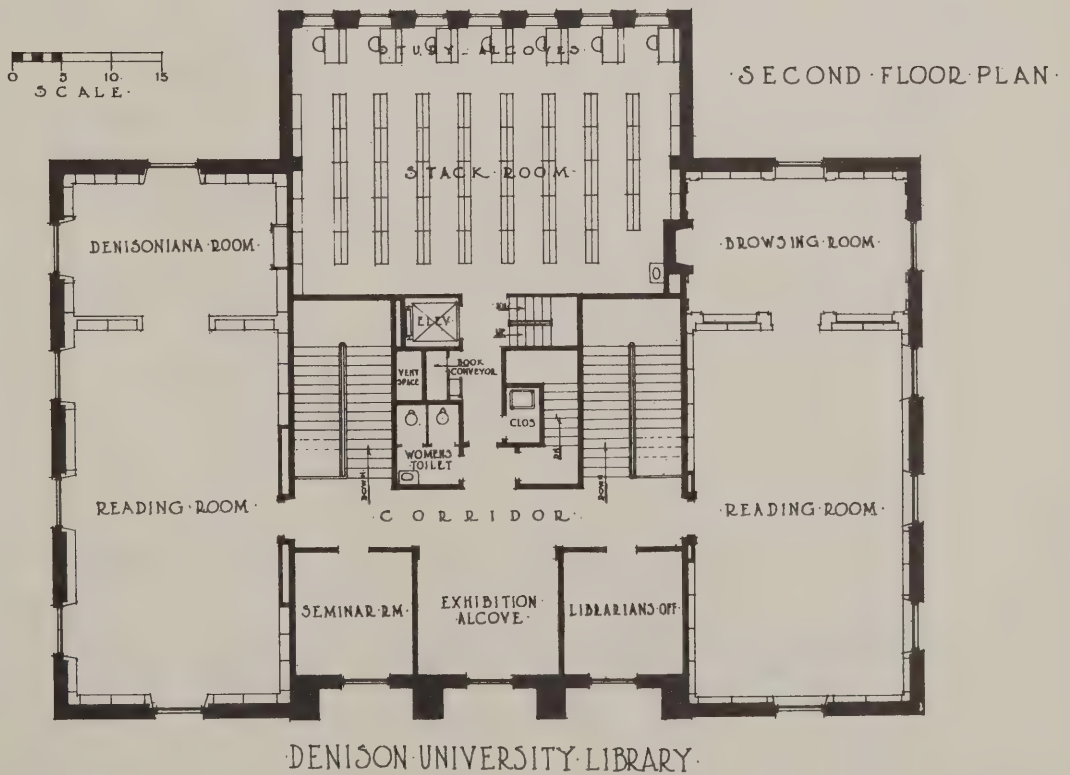 STUDY - ALCOVES
0 5 10 15
SCALE
SECOND FLOOR PLAN
STACK ROOM
DENISONIANA ROOM
BROWSING ROOM
ELEV.
UP
BOOK
CONVEYOR
VENT
SPACE
CLOS
WOMENS
TOILET
DN
DOWN
DOWN
READING ROOM
CORRIDOR
READING ROOM
SEMINAR RM
EXHIBITION
ALCOVE
LIBRARIANS OFF
DENISON UNIVERSITY LIBRARY